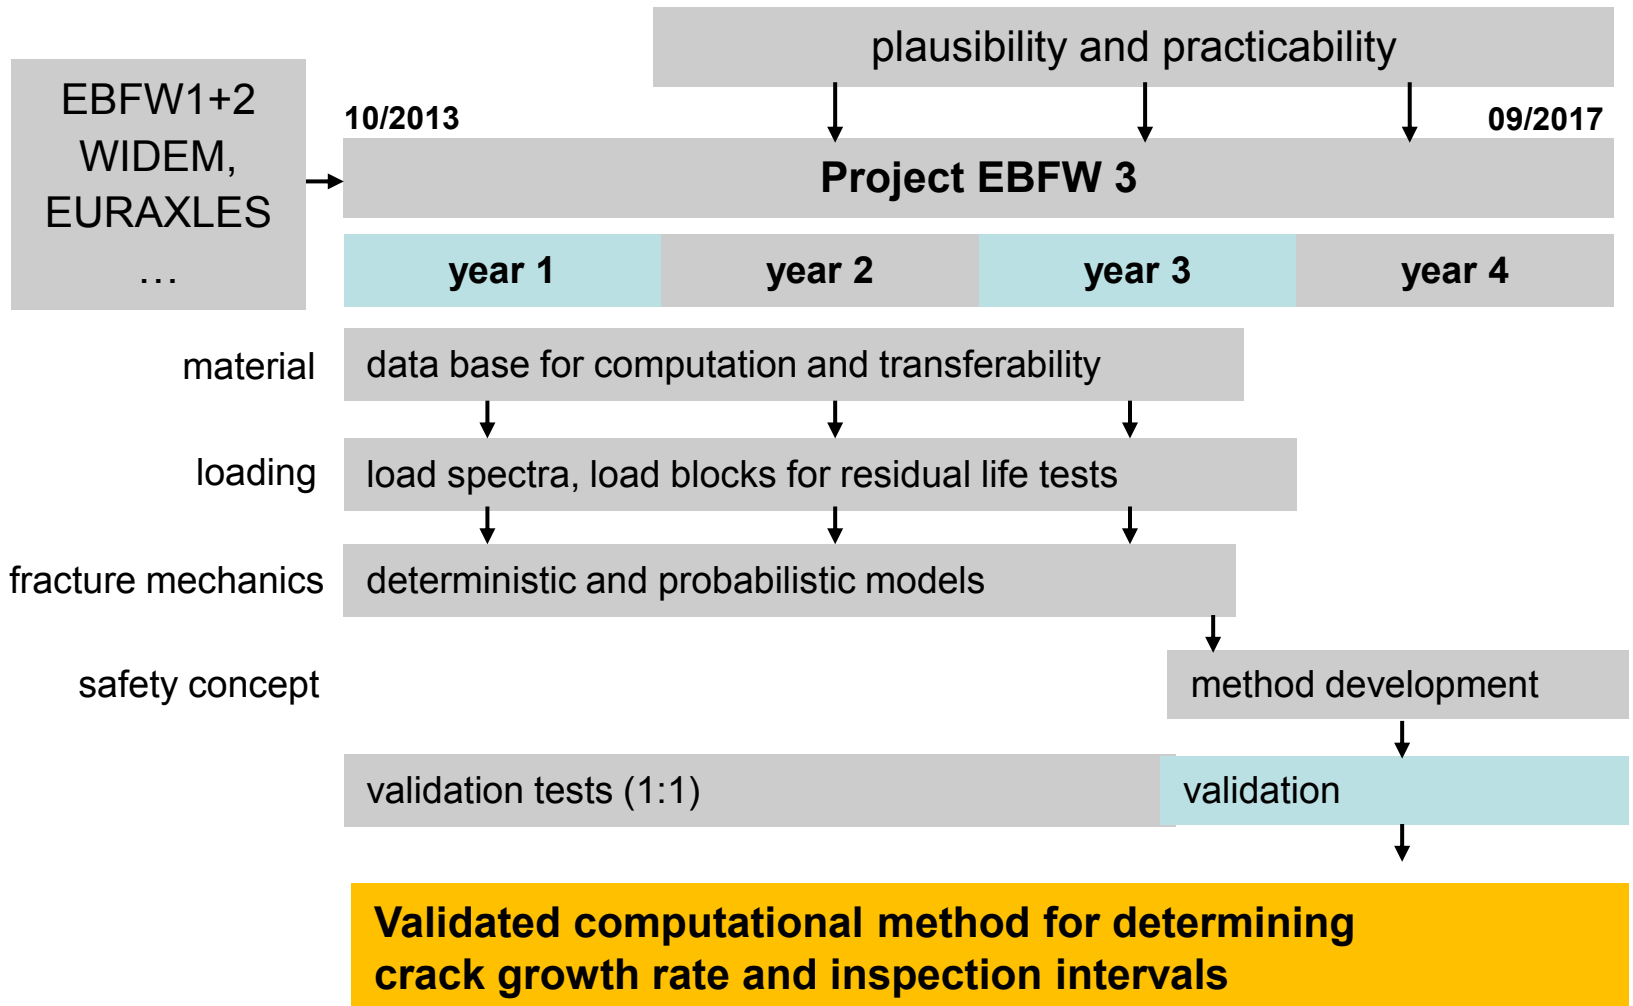 plausibility and practicability
EBFW1+2
WIDEM,
EURAXLES
…
10/2013
09/2017
Project EBFW 3
year 1
year 2
year 3
year 4
material
data base for computation and transferability
loading
load spectra, load blocks for residual life tests
fracture mechanics
deterministic and probabilistic models
safety concept
method development
validation tests (1:1)
validation
Validated computational method for determining
crack growth rate and inspection intervals